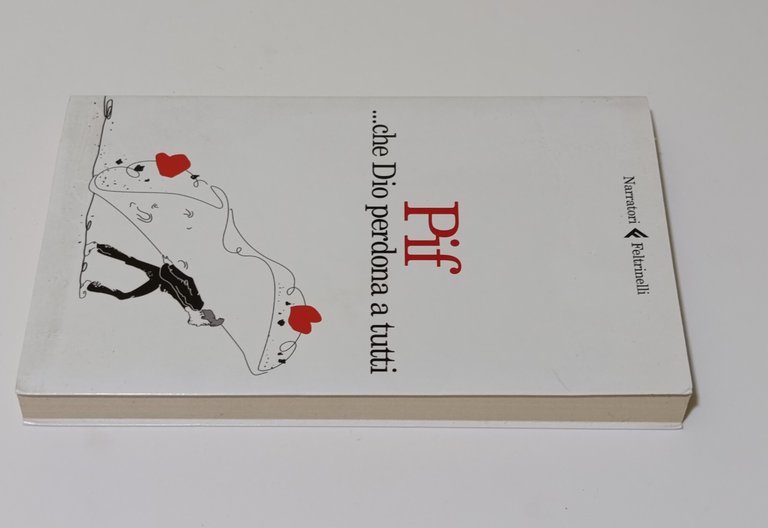 Narratori Feltrinelli
Pif
...che Dio perdona a tutti